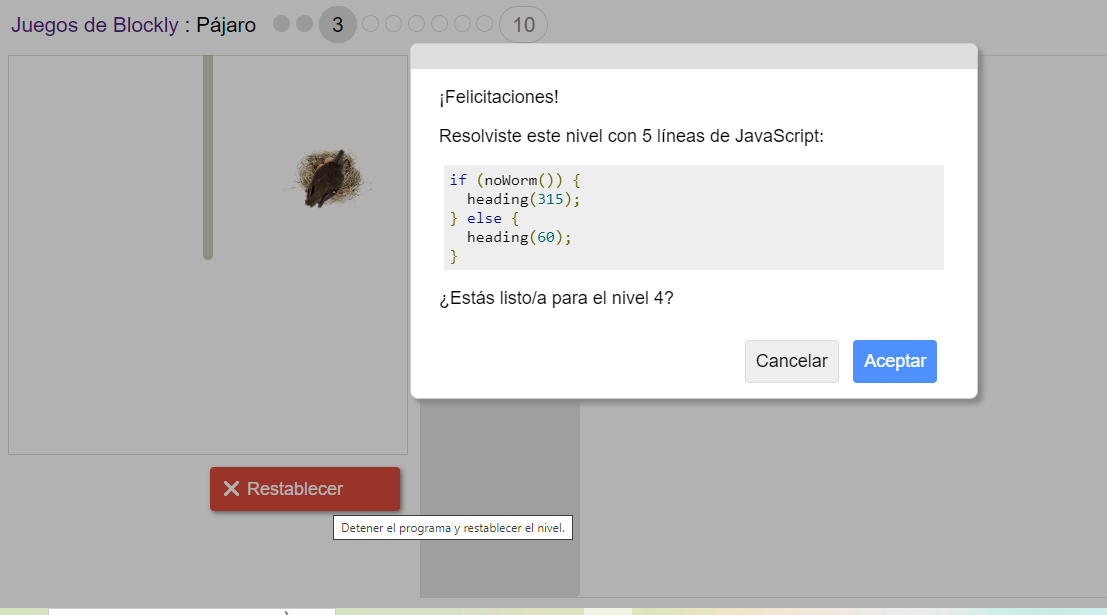 Juegos de Blockly : Pájaro 3 10
¡Felicitaciones!
Resolviste este nivel con 5 líneas de JavaScript:
if (noWorm()) {
  heading(315);
} else {
  heading(60);
}
¿Estás listo/a para el nivel 4?
Cancelar Aceptar
Restablecer
Detener el programa y restablecer el nivel.